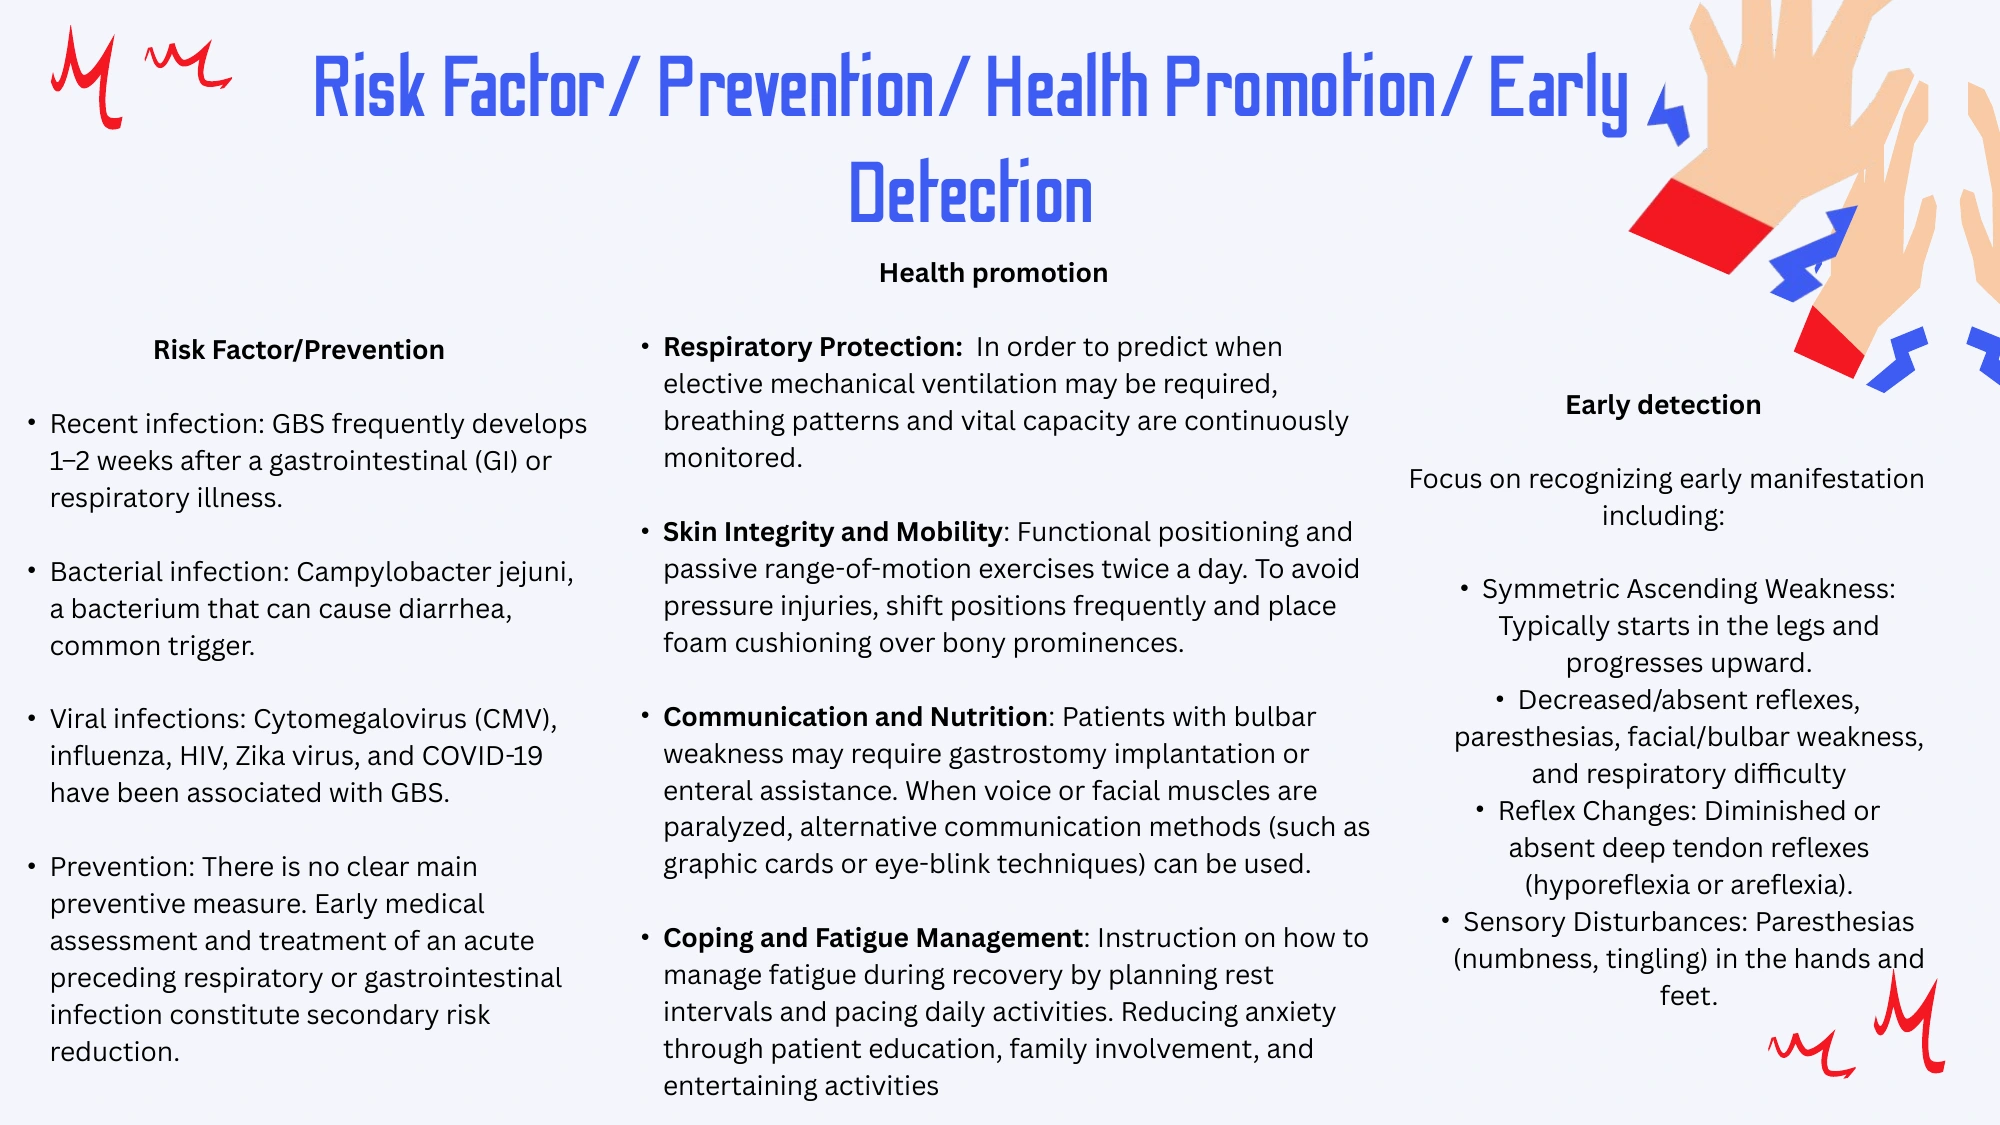 Risk Factor/ Prevention/ Health Promotion/ Early
Detection
Risk Factor/Prevention
• Recent infection: GBS frequently develops
1–2 weeks after a gastrointestinal (GI) or
respiratory illness.
• Bacterial infection: Campylobacter jejuni,
a bacterium that can cause diarrhea,
common trigger.
• Viral infections: Cytomegalovirus (CMV),
influenza, HIV, Zika virus, and COVID-19
have been associated with GBS.
• Prevention: There is no clear main
preventive measure. Early medical
assessment and treatment of an acute
preceding respiratory or gastrointestinal
infection constitute secondary risk
reduction.
Health promotion
• Respiratory Protection:  In order to predict when
elective mechanical ventilation may be required,
breathing patterns and vital capacity are continuously
monitored.
• Skin Integrity and Mobility: Functional positioning and
passive range-of-motion exercises twice a day. To avoid
pressure injuries, shift positions frequently and place
foam cushioning over bony prominences.
• Communication and Nutrition: Patients with bulbar
weakness may require gastrostomy implantation or
enteral assistance. When voice or facial muscles are
paralyzed, alternative communication methods (such as
graphic cards or eye-blink techniques) can be used.
• Coping and Fatigue Management: Instruction on how to
manage fatigue during recovery by planning rest
intervals and pacing daily activities. Reducing anxiety
through patient education, family involvement, and
entertaining activities
Early detection
Focus on recognizing early manifestation
including:
• Symmetric Ascending Weakness:
Typically starts in the legs and
progresses upward.
• Decreased/absent reflexes,
paresthesias, facial/bulbar weakness,
and respiratory difficulty
• Reflex Changes: Diminished or
absent deep tendon reflexes
(hyporeflexia or areflexia).
• Sensory Disturbances: Paresthesias
(numbness, tingling) in the hands and
feet.